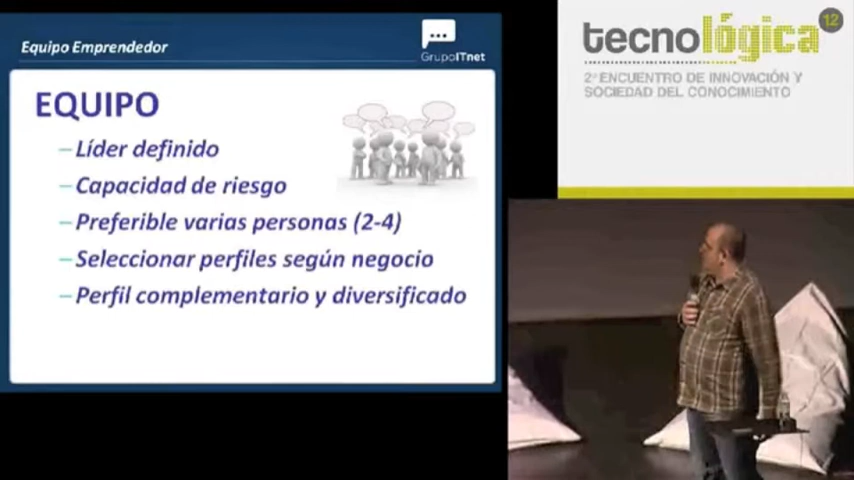 Equipo Emprendedor
GrupoITnet
EQUIPO
– Líder definido
– Capacidad de riesgo
– Preferible varias personas (2-4)
– Seleccionar perfiles según negocio
– Perfil complementario y diversificado
tecnológica 12
2º ENCUENTRO DE INNOVACIÓN Y
SOCIEDAD DEL CONOCIMIENTO